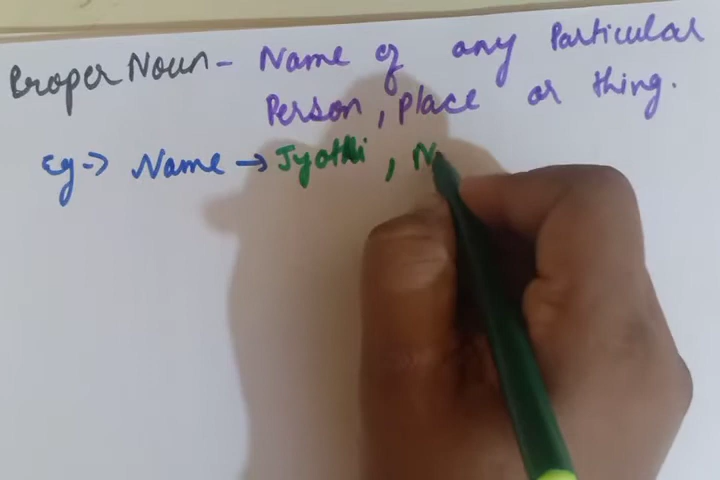 Proper Noun - Name of any Particular
Person, Place or thing.
Eg-> Name -> Jyothi, N